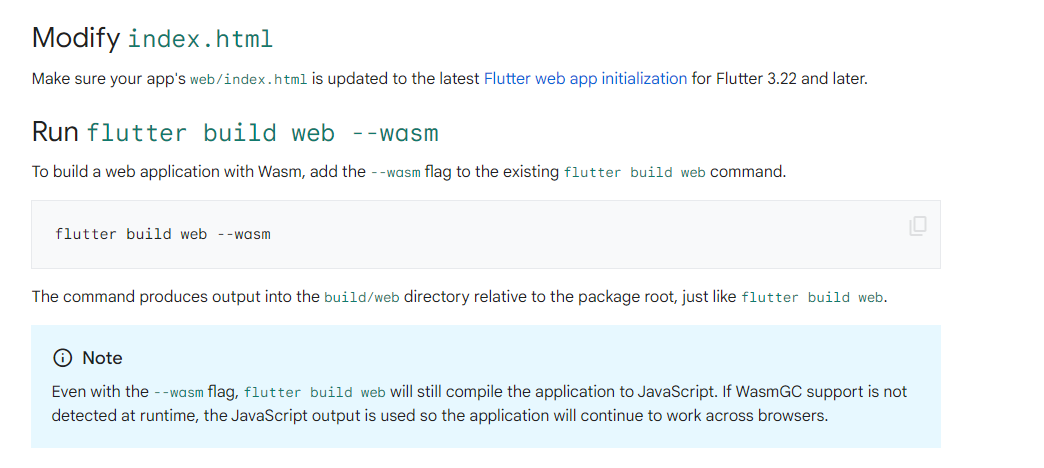 Modify index.html
Make sure your app's web/index.html is updated to the latest Flutter web app initialization for Flutter 3.22 and later.
Run flutter build web --wasm
To build a web application with Wasm, add the --wasm flag to the existing flutter build web command.
flutter build web --wasm
The command produces output into the build/web directory relative to the package root, just like flutter build web.
Note
Even with the --wasm flag, flutter build web will still compile the application to JavaScript. If WasmGC support is not
detected at runtime, the JavaScript output is used so the application will continue to work across browsers.